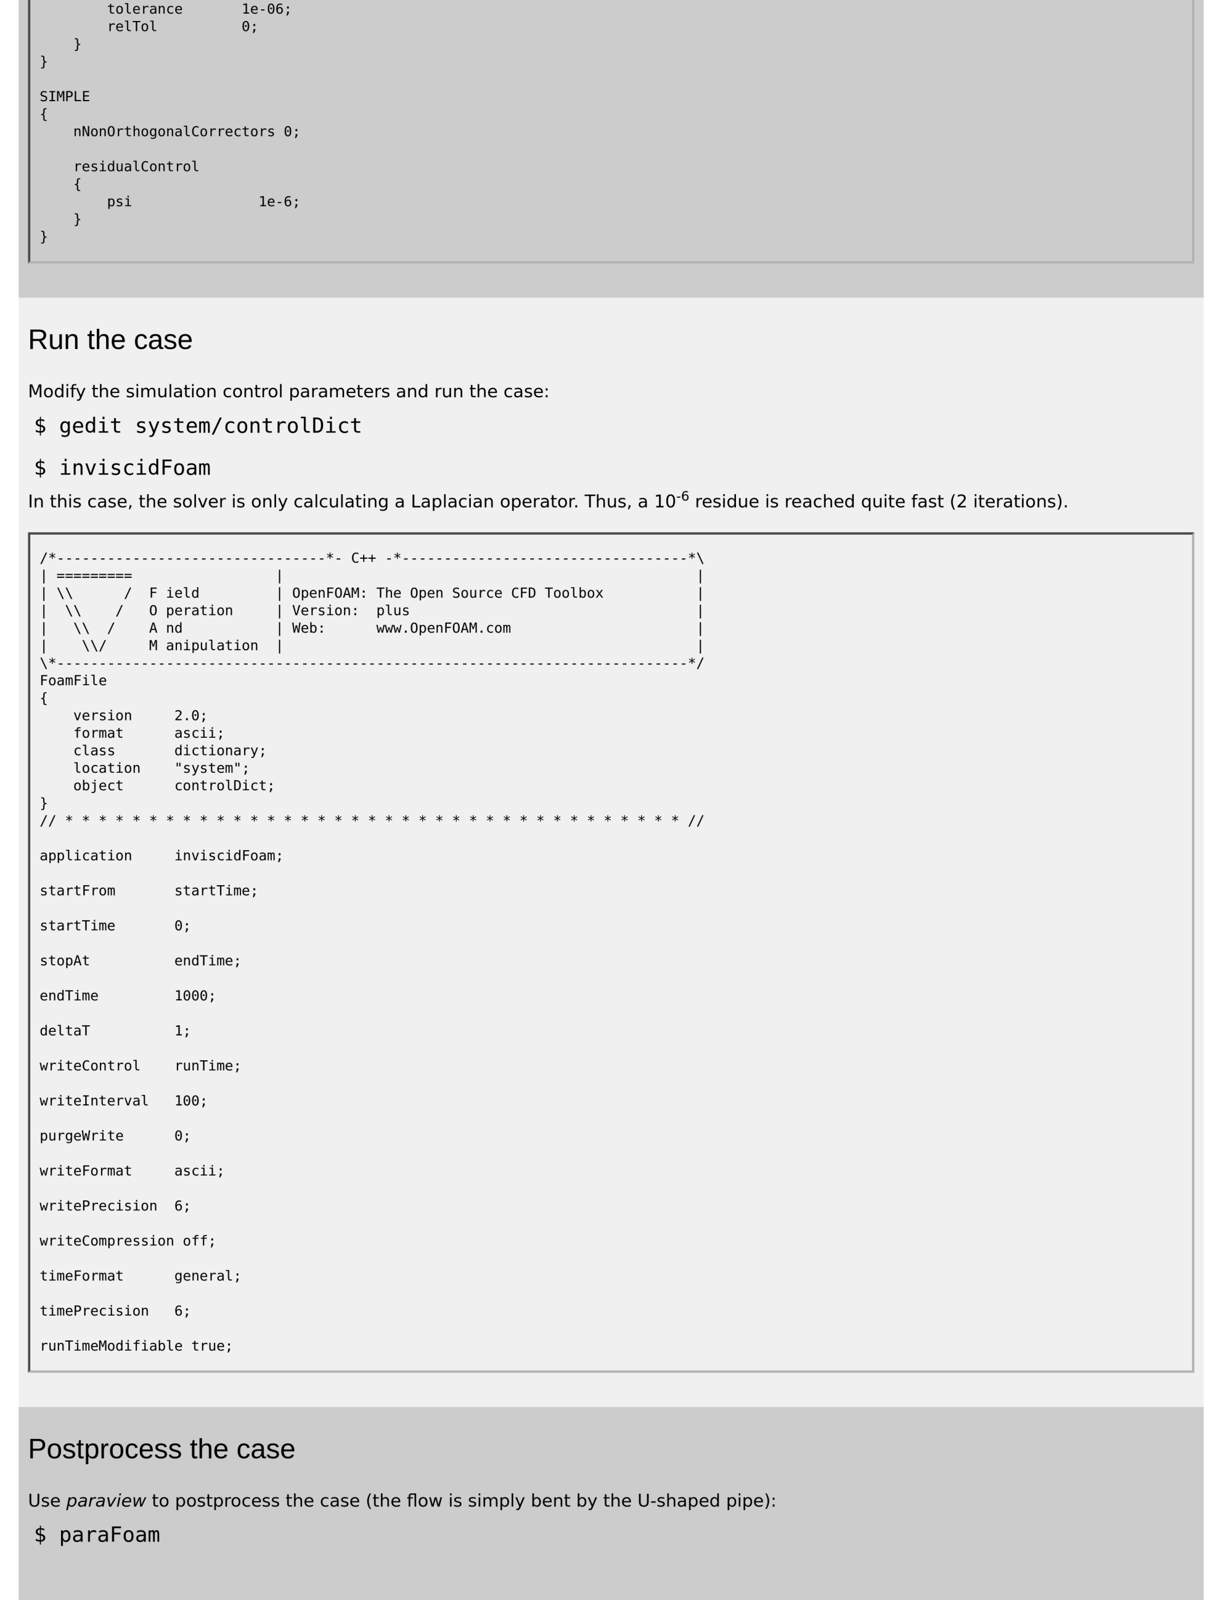 tolerance       1e-06;
        relTol          0;
    }
}

SIMPLE
{
    nNonOrthogonalCorrectors 0;

    residualControl
    {
        psi               1e-6;
    }
}

Run the case
Modify the simulation control parameters and run the case:
$ gedit system/controlDict
$ inviscidFoam
In this case, the solver is only calculating a Laplacian operator. Thus, a 10-6 residue is reached quite fast (2 iterations).

/*--------------------------------*- C++ -*----------------------------------*\
| =========                 |                                                 |
| \\      /  F ield         | OpenFOAM: The Open Source CFD Toolbox           |
|  \\    /   O peration     | Version:  plus                                  |
|   \\  /    A nd           | Web:      www.OpenFOAM.com                      |
|    \\/     M anipulation  |                                                 |
\*---------------------------------------------------------------------------*/
FoamFile
{
    version     2.0;
    format      ascii;
    class       dictionary;
    location    "system";
    object      controlDict;
}
// * * * * * * * * * * * * * * * * * * * * * * * * * * * * * * * * * * * * * //

application     inviscidFoam;

startFrom       startTime;

startTime       0;

stopAt          endTime;

endTime         1000;

deltaT          1;

writeControl    runTime;

writeInterval   100;

purgeWrite      0;

writeFormat     ascii;

writePrecision  6;

writeCompression off;

timeFormat      general;

timePrecision   6;

runTimeModifiable true;

Postprocess the case
Use paraview to postprocess the case (the flow is simply bent by the U-shaped pipe):
$ paraFoam